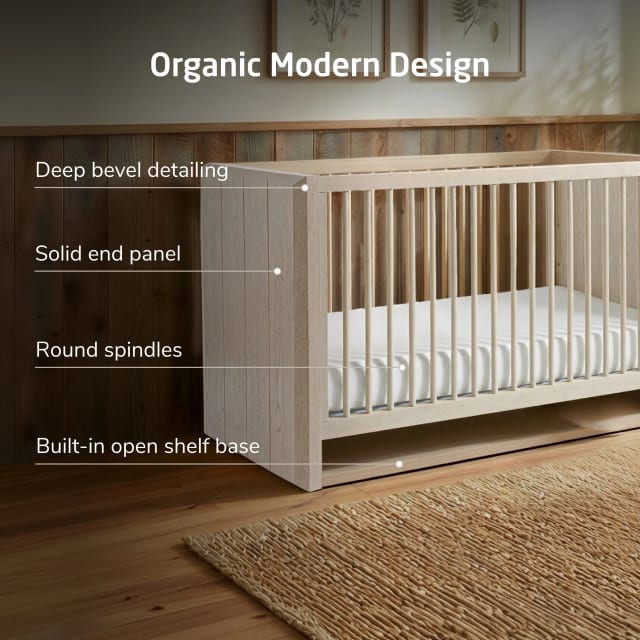 Organic Modern Design
Deep bevel detailing
Solid end panel
Round spindles
Built-in open shelf base